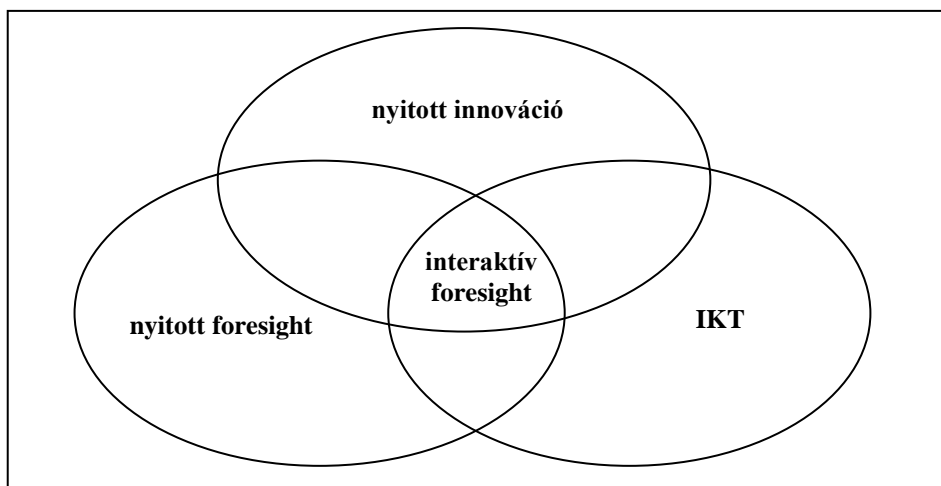 nyitott innováció
interaktív
foresight
nyitott foresight
IKT